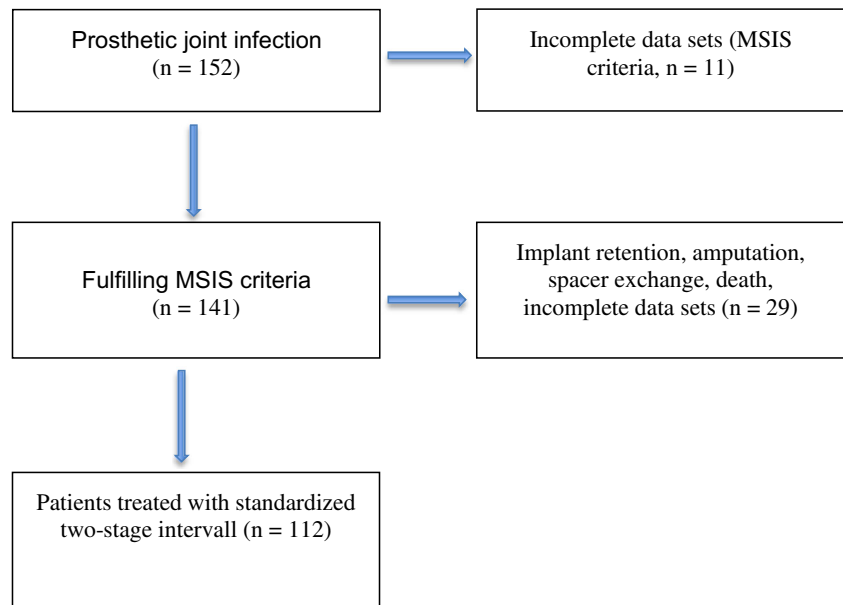 Prosthetic joint infection
(n = 152)
Incomplete data sets (MSIS
criteria, n = 11)
Fulfilling MSIS criteria
(n = 141)
Implant retention, amputation,
spacer exchange, death,
incomplete data sets (n = 29)
Patients treated with standardized
two-stage intervall (n = 112)